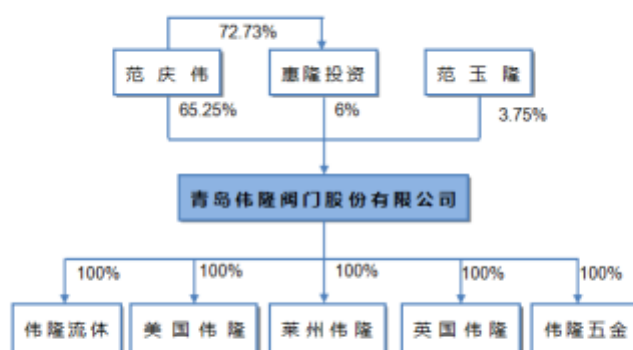 72.73%
范庆伟 惠隆投资 范玉隆
65.25% 6% 3.75%
青岛伟隆阀门股份有限公司
100% 100% 100% 100% 100%
伟隆流体 美国伟隆 莱州伟隆 英国伟隆 伟隆五金